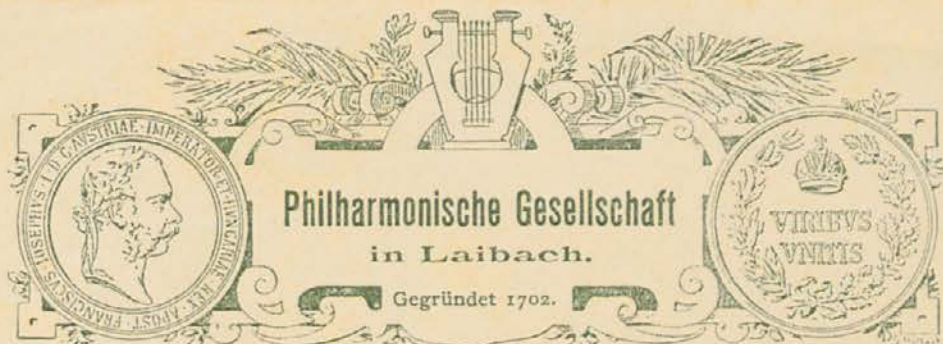 FRANCISCVS·IOSEPHVS·I·D·G·AVSTRIAE·IMPERATOR·ET·HVNGARIAE·REX·APOST·
Philharmonische Gesellschaft
in Laibach.
Gegründet 1702.
VIRIBVS
VNITIS